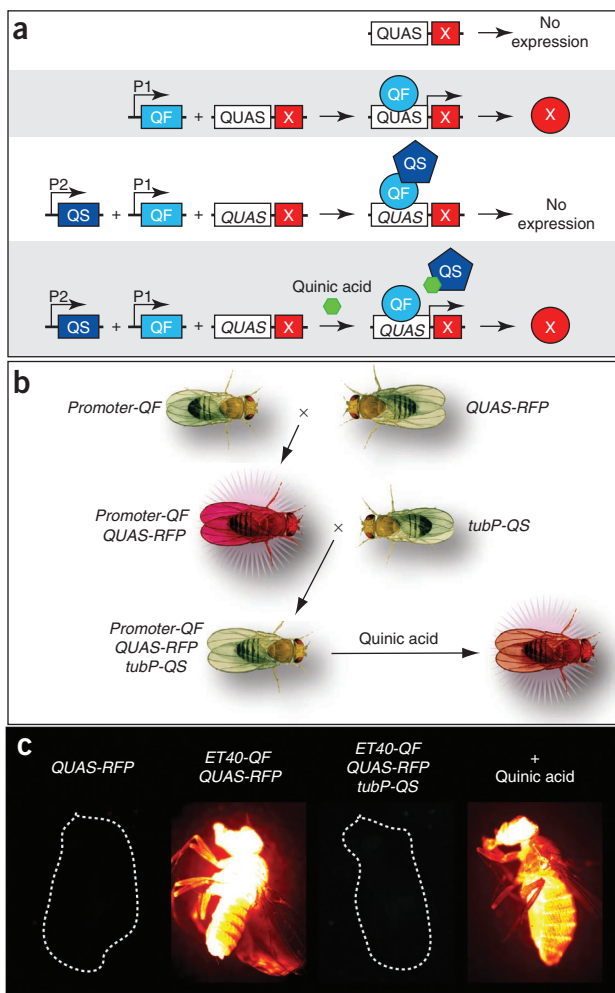 a
QUAS X No
expression
P1
QF + QUAS X QF QUAS X X
P2 P1
QS + QF + QUAS X QS QF QUAS X No
expression
P2 P1 Quinic acid
QS + QF + QUAS X QS QF QUAS X X
b
Promoter-QF × QUAS-RFP
Promoter-QF
QUAS-RFP × tubP-QS
Promoter-QF
QUAS-RFP
tubP-QS
Quinic acid
c
QUAS-RFP
ET40-QF
QUAS-RFP
ET40-QF
QUAS-RFP
tubP-QS
+
Quinic acid